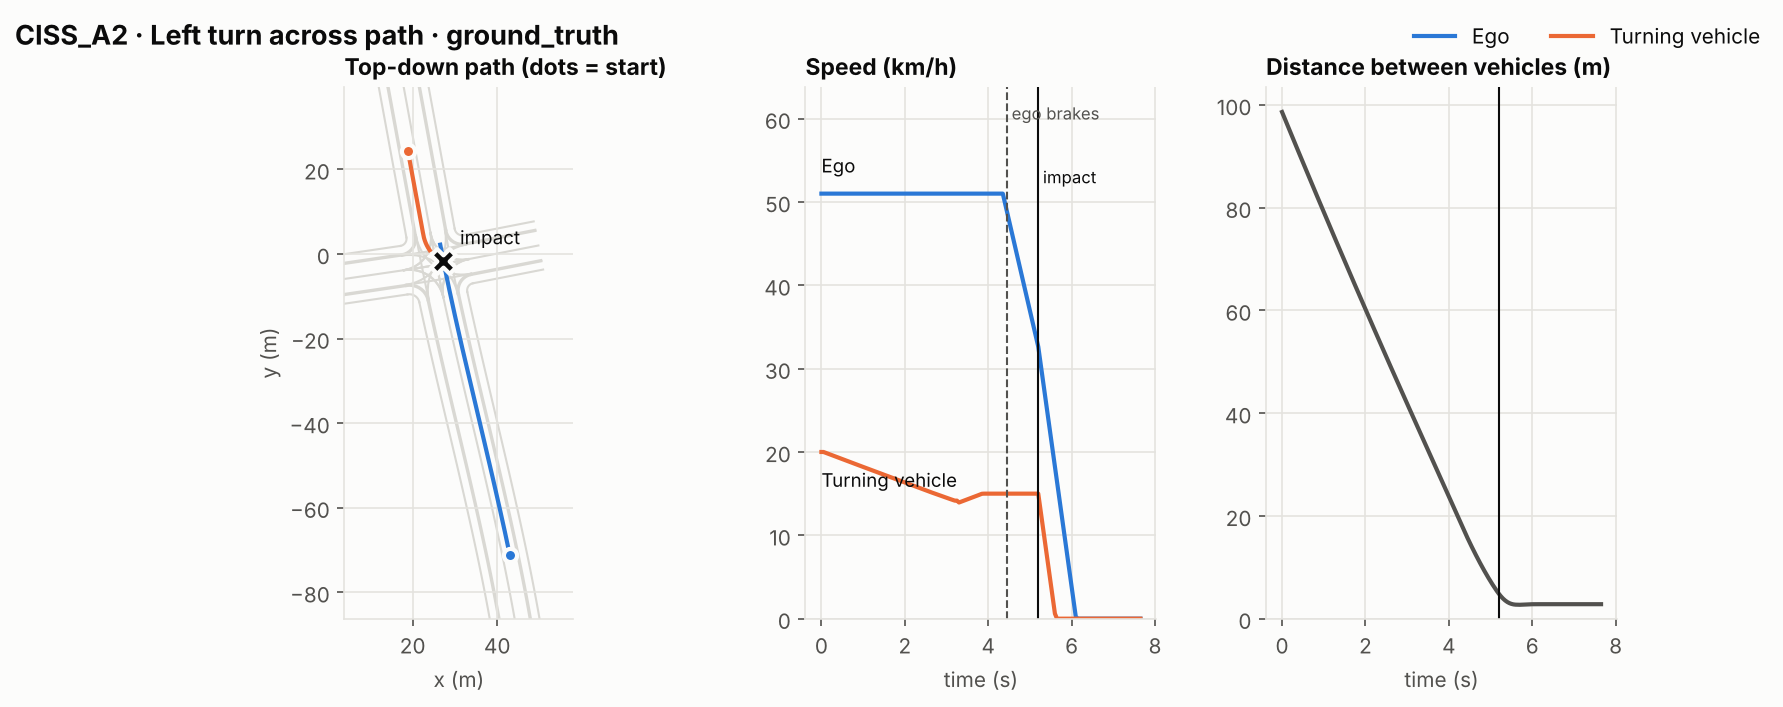 CISS_A2 · Left turn across path · ground_truth
Ego
Turning vehicle
Top-down path (dots = start)
20
0
−20
−40
−60
−80
y (m)
20
40
x (m)
impact
Speed (km/h)
60
50
40
30
20
10
0
ego brakes
impact
Ego
Turning vehicle
0
2
4
6
8
time (s)
Distance between vehicles (m)
100
80
60
40
20
0
0
2
4
6
8
time (s)